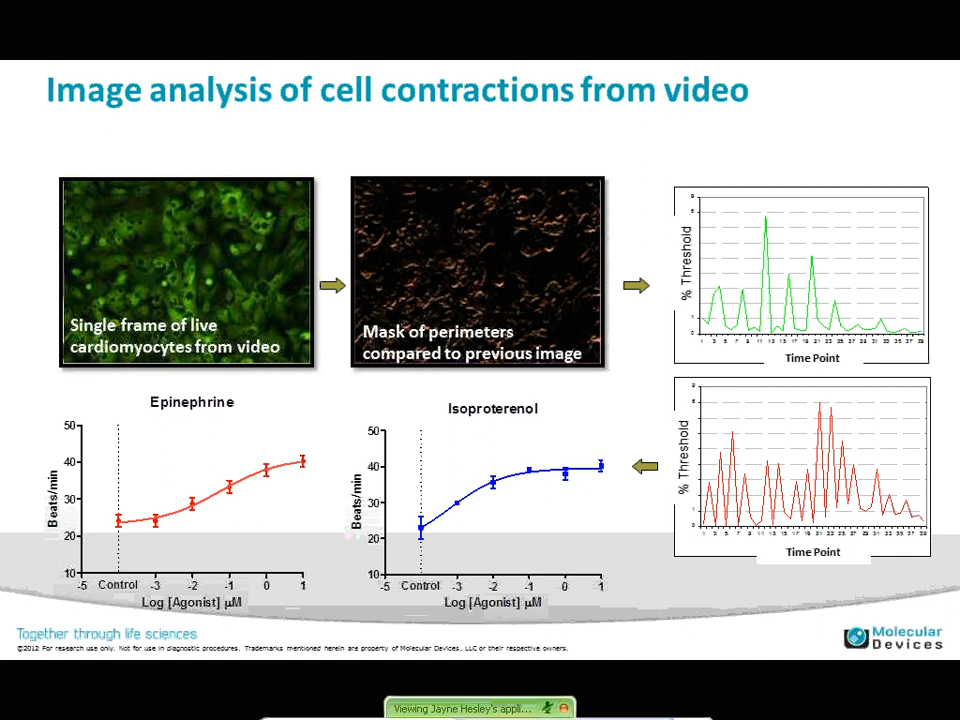 Image analysis of cell contractions from video
Single frame of live
cardiomyocytes from video
Mask of perimeters
compared to previous image
% Threshold
Time Point
Epinephrine
Beats/min
50
40
30
20
10
-5 Control -3 -2 -1 0 1
Log [Agonist] µM
Isoproterenol
Beats/min
50
40
30
20
10
-5 Control -3 -2 -1 0 1
Log [Agonist] µM
% Threshold
Time Point
Together through life sciences
©2012 For research use only. Not for use in diagnostic procedures. Trademarks mentioned herein are property of Molecular Devices, LLC or their respective owners.
Molecular
Devices
Viewing Jayne Hesley's appli...